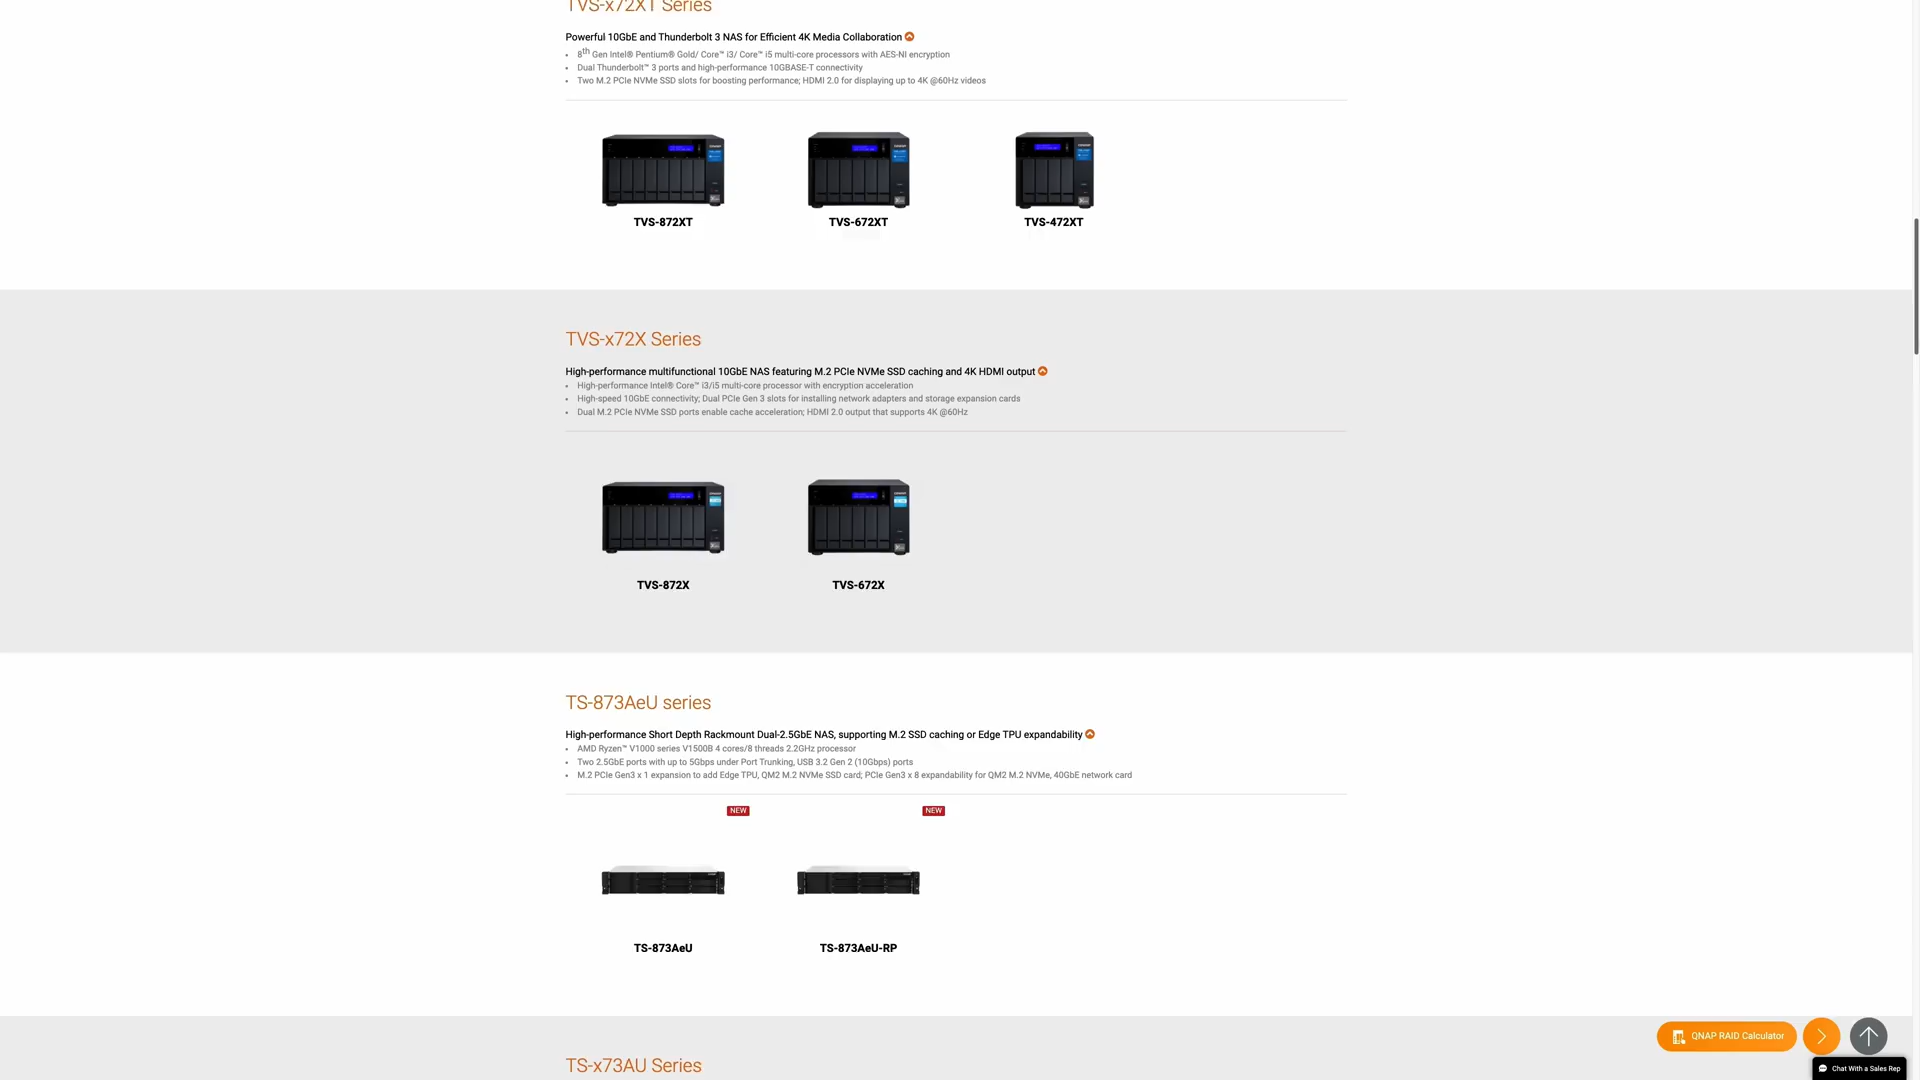 TVS-x72XT Series
Powerful 10GbE and Thunderbolt 3 NAS for Efficient 4K Media Collaboration
8th Gen Intel® Pentium® Gold/ Core™ i3/ Core™ i5 multi-core processors with AES-NI encryption
Dual Thunderbolt™ 3 ports and high-performance 10GBASE-T connectivity
Two M.2 PCIe NVMe SSD slots for boosting performance; HDMI 2.0 for displaying up to 4K @60Hz videos
TVS-872XT
TVS-672XT
TVS-472XT
TVS-x72X Series
High-performance multifunctional 10GbE NAS featuring M.2 PCIe NVMe SSD caching and 4K HDMI output
High-performance Intel® Core™ i3/i5 multi-core processor with encryption acceleration
High-speed 10GbE connectivity; Dual PCIe Gen 3 slots for installing network adapters and storage expansion cards
Dual M.2 PCIe NVMe SSD ports enable cache acceleration; HDMI 2.0 output that supports 4K @60Hz
TVS-872X
TVS-672X
TS-873AeU series
High-performance Short Depth Rackmount Dual-2.5GbE NAS, supporting M.2 SSD caching or Edge TPU expandability
AMD Ryzen™ V1000 series V1500B 4 cores/8 threads 2.2GHz processor
Two 2.5GbE ports with up to 5Gbps under Port Trunking, USB 3.2 Gen 2 (10Gbps) ports
M.2 PCIe Gen3 x 1 expansion to add Edge TPU, QM2 M.2 NVMe SSD card; PCIe Gen3 x 8 expandability for QM2 M.2 NVMe, 40GbE network card
NEW
NEW
TS-873AeU
TS-873AeU-RP
QNAP RAID Calculator
TS-x73AU Series
Chat With a Sales Rep